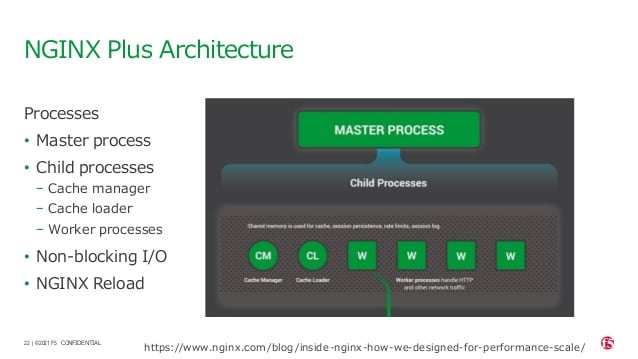 NGINX Plus Architecture
Processes
• Master process
• Child processes
– Cache manager
– Cache loader
– Worker processes
• Non-blocking I/O
• NGINX Reload
MASTER PROCESS
Child Processes
Shared memory is used for cache, session persistence, rate limits, session log
CM CL W W W W
Cache Manager Cache Loader Worker processes handle HTTP
and other network traffic
22 | ©2021 F5 CONFIDENTIAL
https://www.nginx.com/blog/inside-nginx-how-we-designed-for-performance-scale/
f5